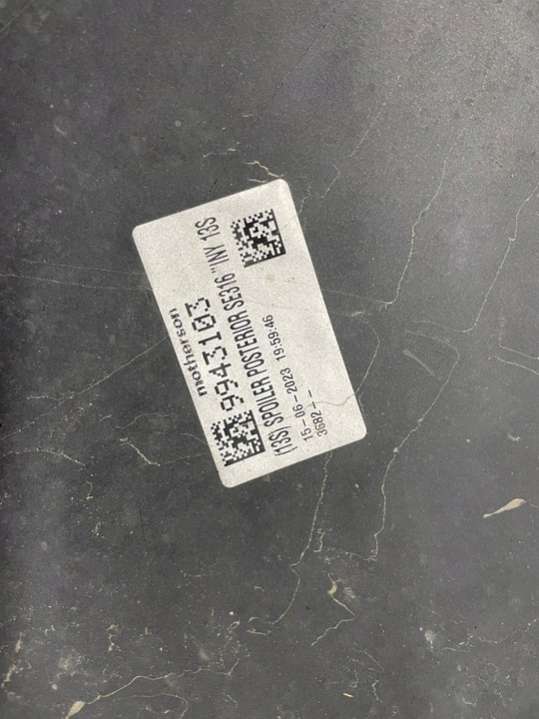 motherson
9943103
(13S) SPOILER POSTERIOR SE316 "INY 13S
15-06-2023 19:59:46
3682--